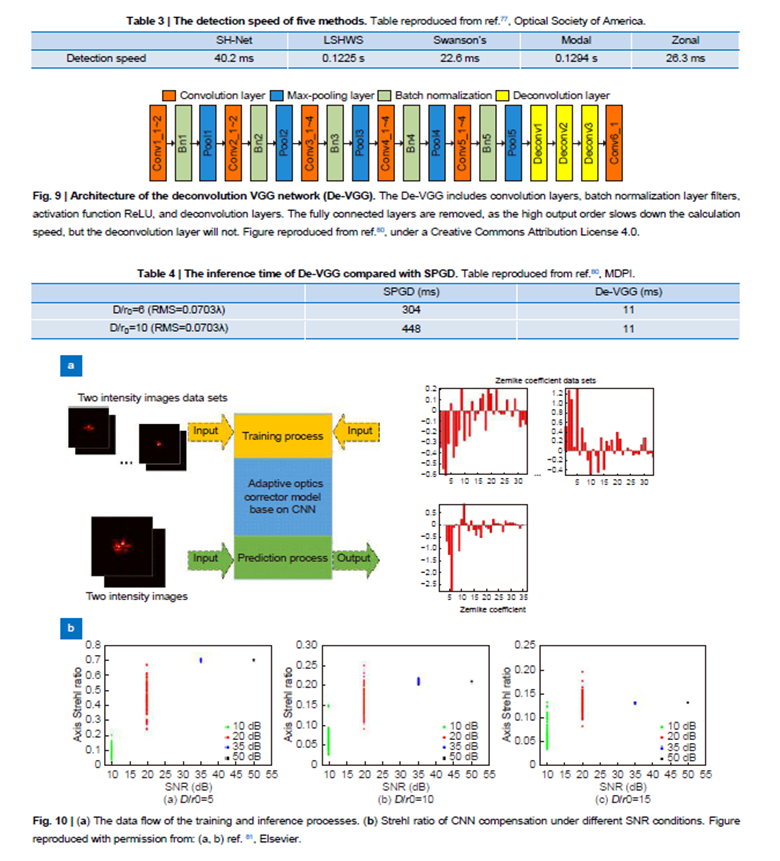 Table 3 | The detection speed of five methods. Table reproduced from ref.77, Optical Society of America.
SH-Net LSHWS Swanson's Modal Zonal
Detection speed 40.2 ms 0.1225 s 22.6 ms 0.1294 s 26.3 ms
Convolution layer Max-pooling layer Batch normalization Deconvolution layer
Conv1_1~2 Bn1 Pool1 Conv2_1~2 Bn2 Pool2 Conv3_1~4 Bn3 Pool3 Conv4_1~4 Bn4 Pool4 Conv5_1~4 Bn5 Pool5 Deconv1 Deconv2 Deconv3 Conv6_1
Fig. 9 | Architecture of the deconvolution VGG network (De-VGG). The De-VGG includes convolution layers, batch normalization layer filters,
activation function ReLU, and deconvolution layers. The fully connected layers are removed, as the high output order slows down the calculation
speed, but the deconvolution layer will not. Figure reproduced from ref.80, under a Creative Commons Attribution License 4.0.
Table 4 | The inference time of De-VGG compared with SPGD. Table reproduced from ref.80, MDPI.
SPGD (ms) De-VGG (ms)
D/r0=6 (RMS=0.0703λ) 304 11
D/r0=10 (RMS=0.0703λ) 448 11
a
Two intensity images data sets
...
Input
Training process
Input
Adaptive optics
corrector model
base on CNN
Input
Prediction process
Output
Two intensity images
Zernike coefficient data sets
0.2
0.1
0
−0.1
−0.2
−0.3
−0.4
−0.5
−0.6
5 10 15 20 25 30
...
1.2
1.0
0.8
0.6
0.4
0.2
0
−0.2
−0.4
5 10 15 20 25 30
0.5
0
−0.5
−1.0
−1.5
−2.0
−2.5
5 10 15 20 25 30 35
Zernike coefficient
b
Axis Strehl ratio
0.8
0.7
0.6
0.5
0.4
0.3
0.2
0.1
0
10 dB
20 dB
35 dB
50 dB
10 15 20 25 30 35 40 45 50 55
SNR (dB)
(a) D/r0=5
Axis Strehl ratio
0.30
0.25
0.20
0.15
0.10
0.05
0
10 dB
20 dB
35 dB
50 dB
10 15 20 25 30 35 40 45 50 55
SNR (dB)
(b) D/r0=10
Axis Strehl ratio
0.25
0.20
0.15
0.10
0.05
0
10 dB
20 dB
35 dB
50 dB
10 15 20 25 30 35 40 45 50 55
SNR (dB)
(c) D/r0=15
Fig. 10 | (a) The data flow of the training and inference processes. (b) Strehl ratio of CNN compensation under different SNR conditions. Figure
reproduced with permission from: (a, b) ref. 81, Elsevier.